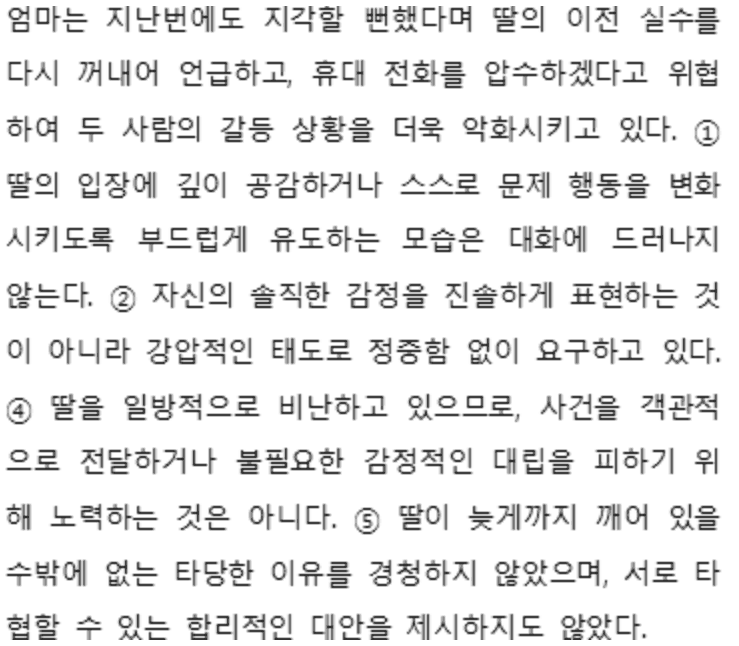 엄마는 지난번에도 지각할 뻔했다며 딸의 이전 실수를
다시 꺼내어 언급하고, 휴대 전화를 압수하겠다고 위협
하여 두 사람의 갈등 상황을 더욱 악화시키고 있다. ①
딸의 입장에 깊이 공감하거나 스스로 문제 행동을 변화
시키도록 부드럽게 유도하는 모습은 대화에 드러나지
않는다. ② 자신의 솔직한 감정을 진솔하게 표현하는 것
이 아니라 강압적인 태도로 정중함 없이 요구하고 있다.
④ 딸을 일방적으로 비난하고 있으므로, 사건을 객관적
으로 전달하거나 불필요한 감정적인 대립을 피하기 위
해 노력하는 것은 아니다. ⑤ 딸이 늦게까지 깨어 있을
수밖에 없는 타당한 이유를 경청하지 않았으며, 서로 타
협할 수 있는 합리적인 대안을 제시하지도 않았다.